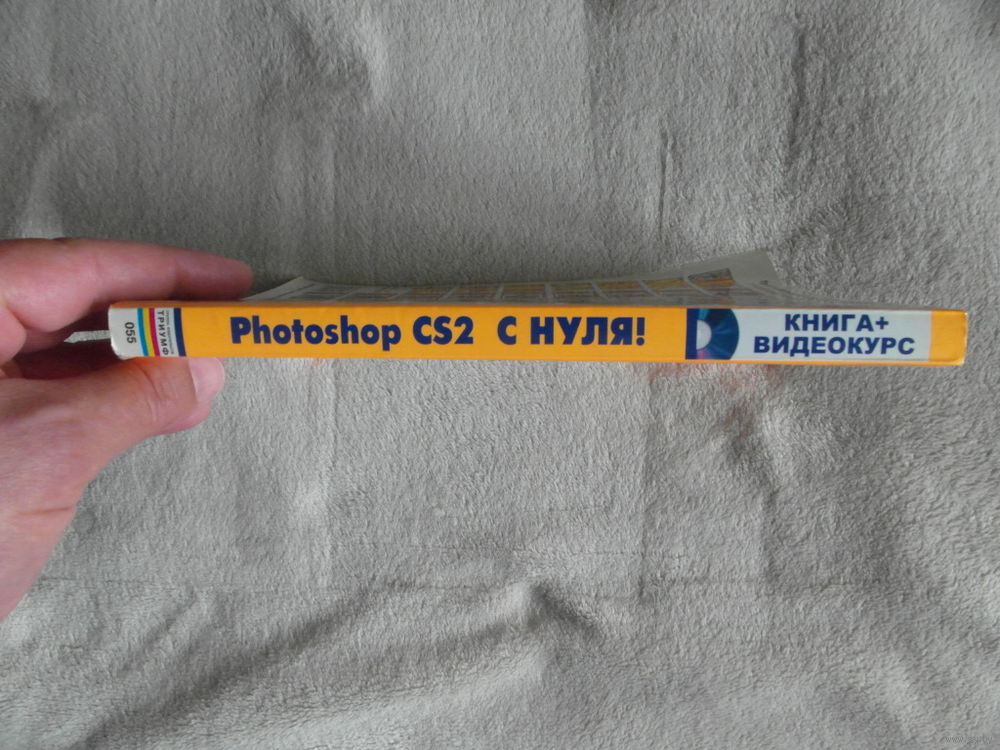 055
ТРИУМФ
Photoshop CS2 С НУЛЯ!
КНИГА+
ВИДЕОКУРС